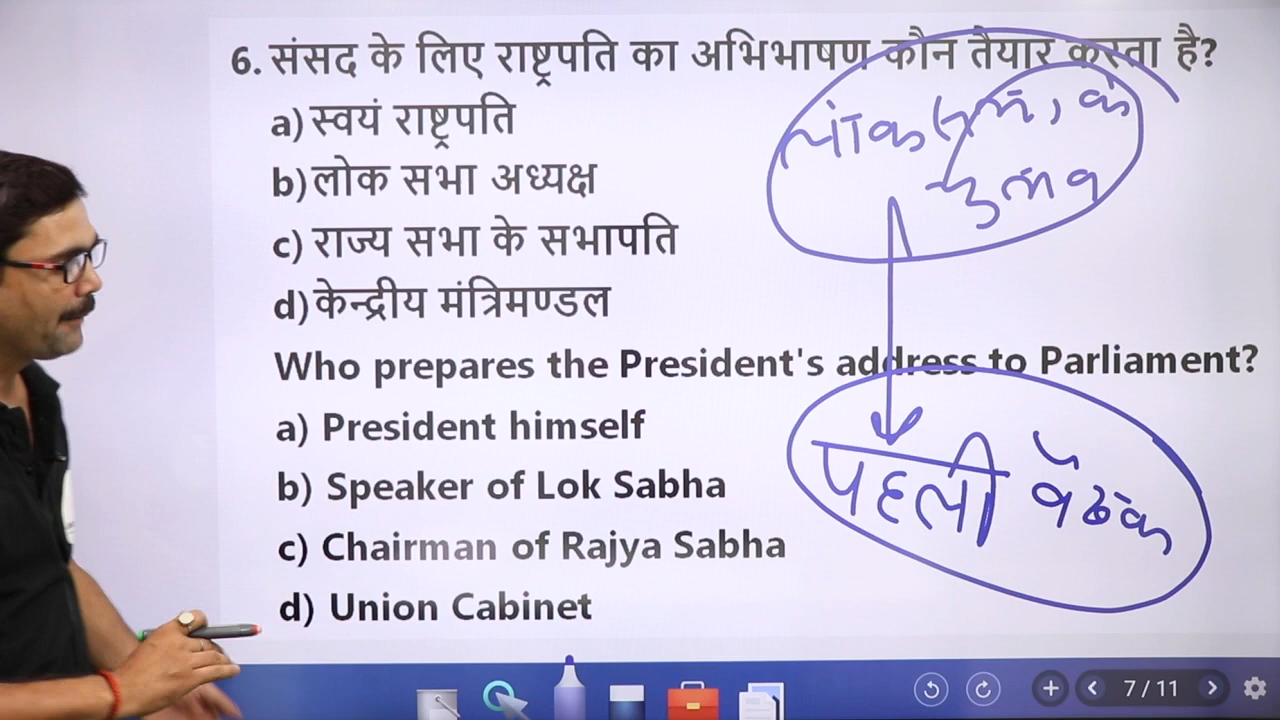 6. संसद के लिए राष्ट्रपति का अभिभाषण कौन तैयार करता है?
a) स्वयं राष्ट्रपति
b) लोक सभा अध्यक्ष
c) राज्य सभा के सभापति
d) केन्द्रीय मंत्रिमण्डल
लोक सभा के
चुनाव
Who prepares the President's address to Parliament?
a) President himself
b) Speaker of Lok Sabha
c) Chairman of Rajya Sabha
d) Union Cabinet
पहली बैठक
7 / 11